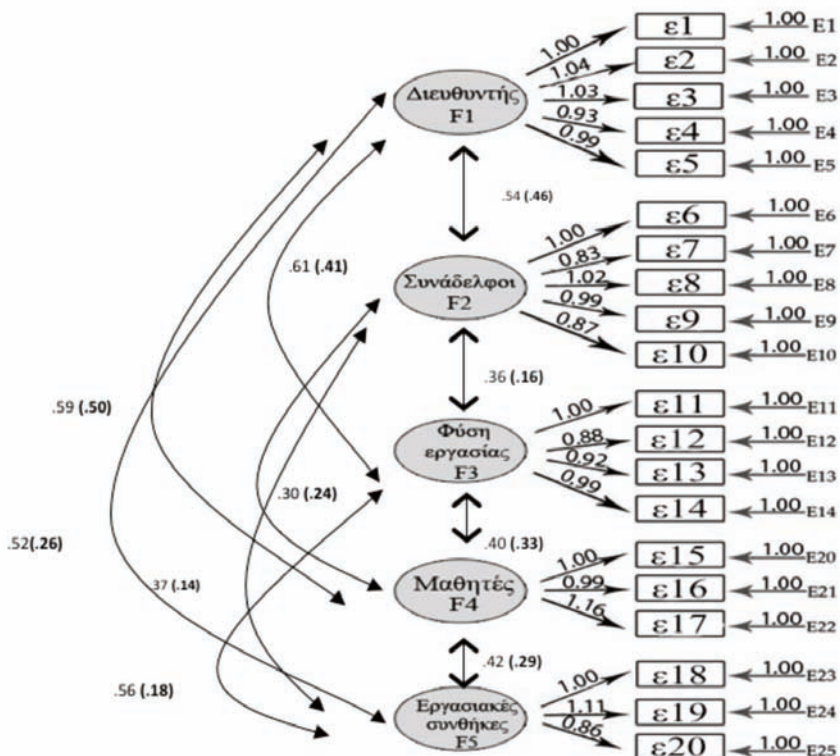 1.00 ε1 1.00 E1
1.04 ε2 1.00 E2
Διευθυντής 1.03 ε3 1.00 E3
F1 0.93 ε4 1.00 E4
0.99 ε5 1.00 E5
.54 (.46)
1.00 ε6 1.00 E6
0.83 ε7 1.00 E7
.61 (.41) Συνάδελφοι 1.02 ε8 1.00 E8
F2 0.99 ε9 1.00 E9
0.87 ε10 1.00 E10
.36 (.16)
.59 (.50) 1.00 ε11 1.00 E11
Φύση 0.88 ε12 1.00 E12
εργασίας 0.92 ε13 1.00 E13
F3 0.99 ε14 1.00 E14
.30 (.24)
.52(.26) .40 (.33) 1.00 ε15 1.00 E20
.37 (.14) Μαθητές 0.99 ε16 1.00 E21
F4 1.16 ε17 1.00 E22
.42 (.29)
.56 (.18) 1.00 ε18 1.00 E23
Εργασιακές 1.11 ε19 1.00 E24
συνθήκες 0.86 ε20 1.00 E25
F5